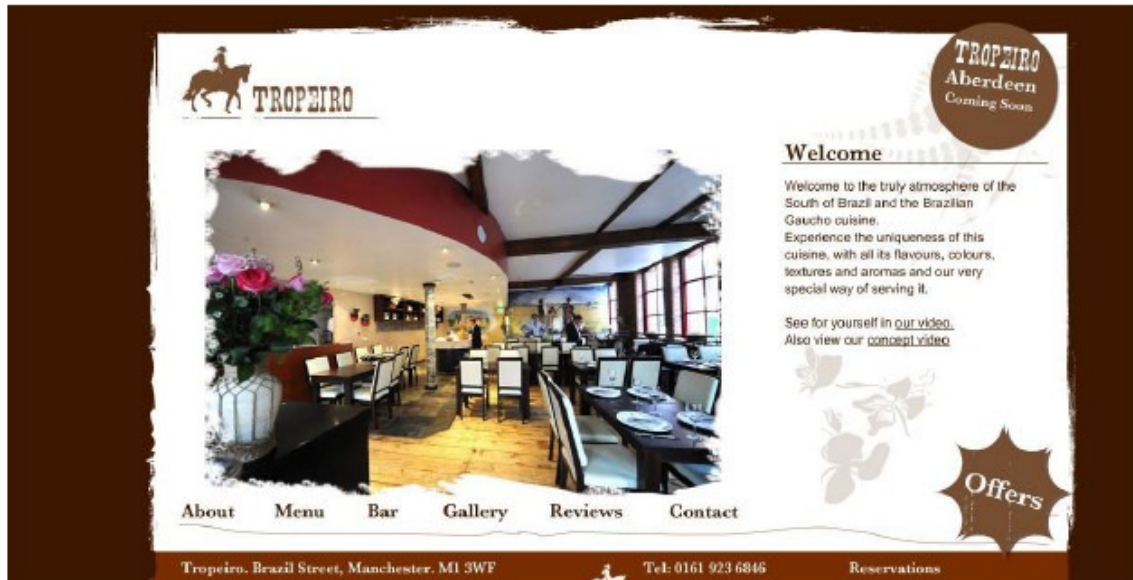 TROPEIRO
TROPEIRO
Aberdeen
Coming Soon
Welcome
Welcome to the truly atmosphere of the
South of Brazil and the Brazilian
Gaucho cuisine.
Experience the uniqueness of this
cuisine, with all its flavours, colours,
textures and aromas and our very
special way of serving it.
See for yourself in our video.
Also view our concept video
Offers
About Menu Bar Gallery Reviews Contact
Tropeiro. Brazil Street, Manchester. M1 3WF Tel: 0161 923 6846 Reservations